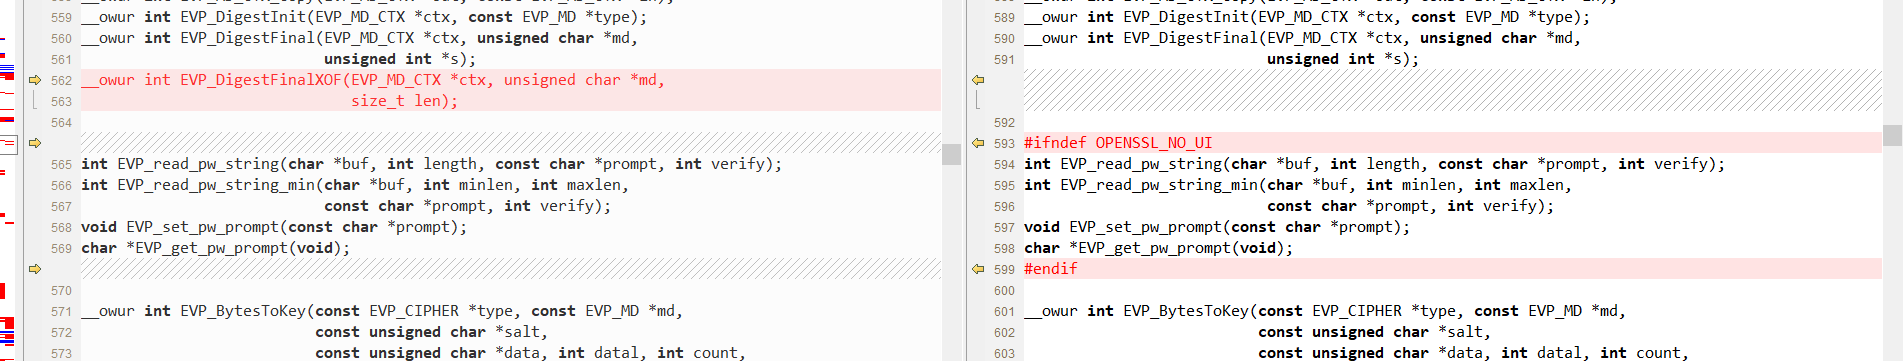 559 __owur int EVP_DigestInit(EVP_MD_CTX *ctx, const EVP_MD *type);
560 __owur int EVP_DigestFinal(EVP_MD_CTX *ctx, unsigned char *md,
561 unsigned int *s);
562 __owur int EVP_DigestFinalXOF(EVP_MD_CTX *ctx, unsigned char *md,
563 size_t len);
564
565 int EVP_read_pw_string(char *buf, int length, const char *prompt, int verify);
566 int EVP_read_pw_string_min(char *buf, int minlen, int maxlen,
567 const char *prompt, int verify);
568 void EVP_set_pw_prompt(const char *prompt);
569 char *EVP_get_pw_prompt(void);
570
571 __owur int EVP_BytesToKey(const EVP_CIPHER *type, const EVP_MD *md,
572 const unsigned char *salt,
573 const unsigned char *data, int datal, int count,
589 __owur int EVP_DigestInit(EVP_MD_CTX *ctx, const EVP_MD *type);
590 __owur int EVP_DigestFinal(EVP_MD_CTX *ctx, unsigned char *md,
591 unsigned int *s);
592
593 #ifndef OPENSSL_NO_UI
594 int EVP_read_pw_string(char *buf, int length, const char *prompt, int verify);
595 int EVP_read_pw_string_min(char *buf, int minlen, int maxlen,
596 const char *prompt, int verify);
597 void EVP_set_pw_prompt(const char *prompt);
598 char *EVP_get_pw_prompt(void);
599 #endif
600
601 __owur int EVP_BytesToKey(const EVP_CIPHER *type, const EVP_MD *md,
602 const unsigned char *salt,
603 const unsigned char *data, int datal, int count,